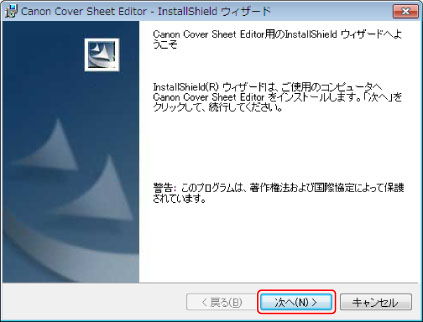 Canon Cover Sheet Editor - InstallShield ウィザード
Canon Cover Sheet Editor用のInstallShield ウィザードへよ
うこそ
InstallShield(R) ウィザードは、ご使用のコンピュータへ
Canon Cover Sheet Editor をインストールします。「次へ」を
クリックして、続行してください。
警告: このプログラムは、著作権法および国際協定によって保護
されています。
< 戻る(B)
次へ(N) >
キャンセル